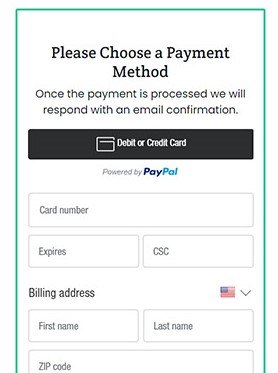 Please Choose a Payment
Method
Once the payment is processed we will
respond with an email confirmation.
Debit or Credit Card
Powered by PayPal
Card number
Expires CSC
Billing address
First name Last name
ZIP code